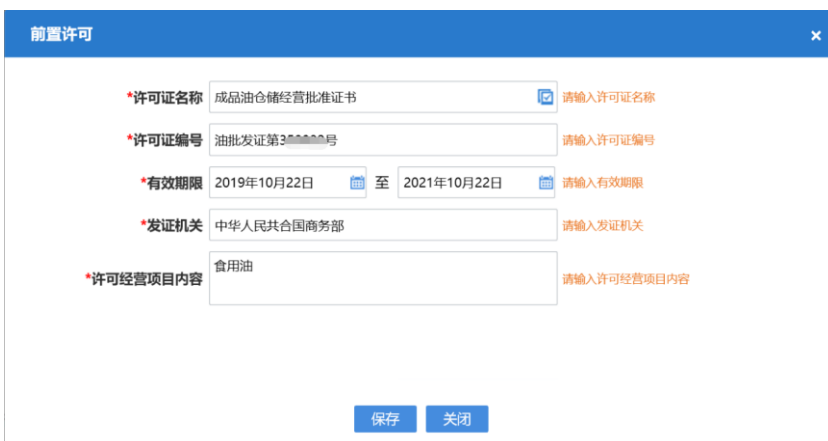 前置许可 ×
*许可证名称 成品油仓储经营批准证书 请输入许可证名称
*许可证编号 油批发证第3 号 请输入许可证编号
*有效期限 2019年10月22日 至 2021年10月22日 请输入有效期限
*发证机关 中华人民共合国商务部 请输入发证机关
*许可经营项目内容 食用油 请输入许可经营项目内容
保存 关闭